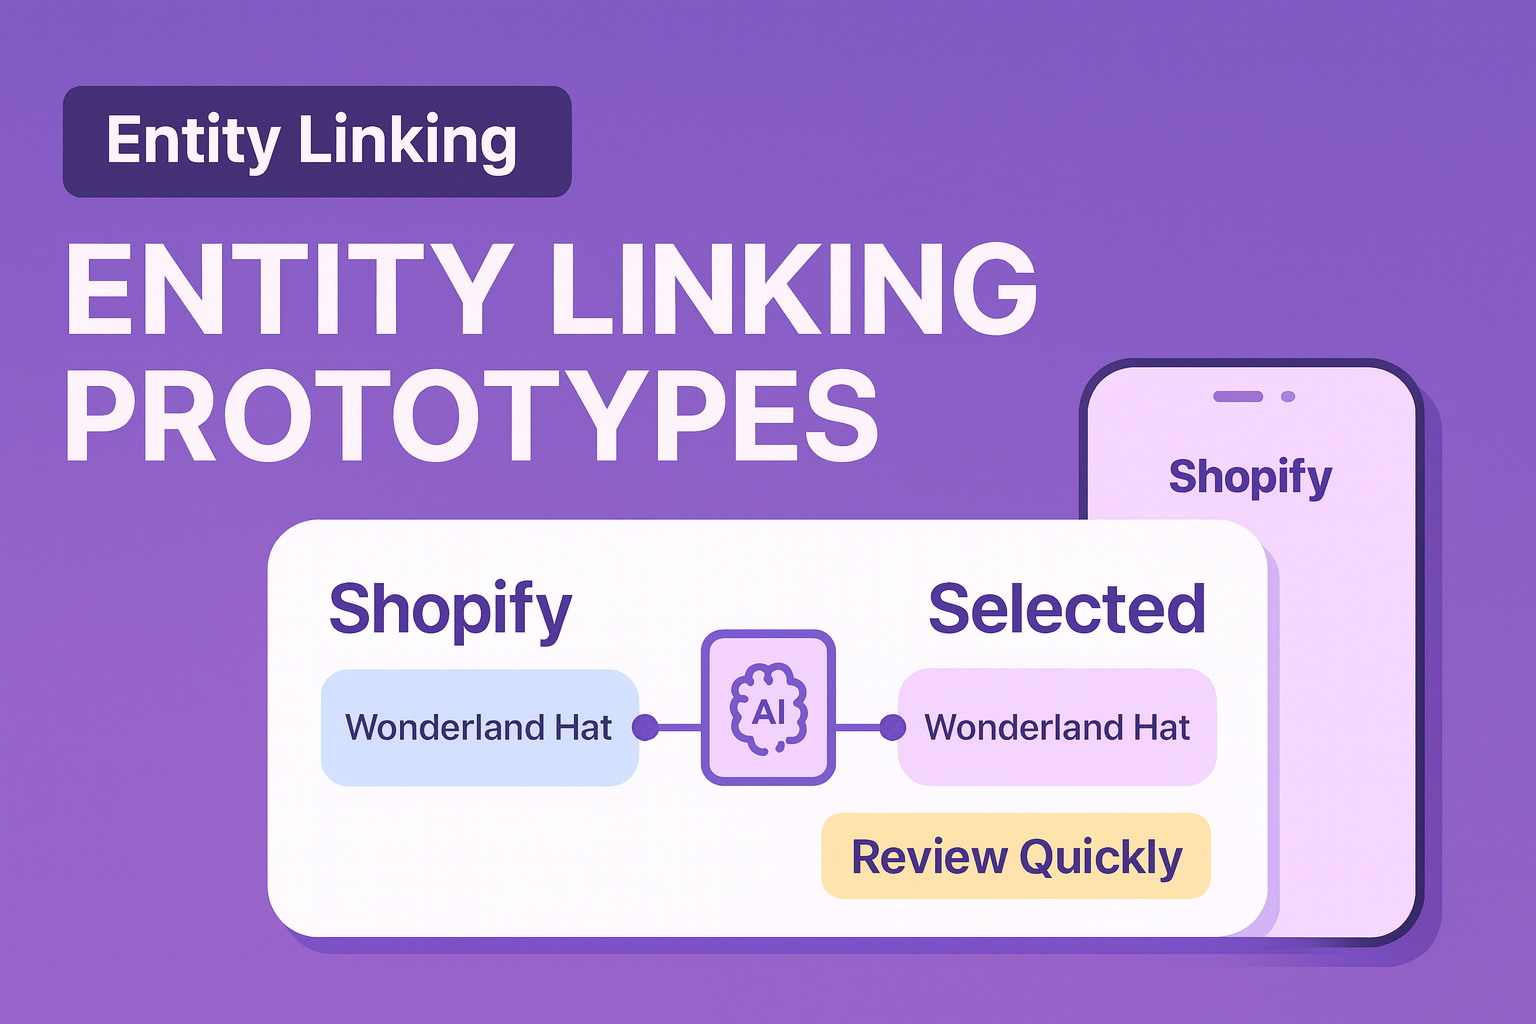 Entity Linking
ENTITY LINKING
PROTOTYPES
Shopify
Shopify
Selected
Wonderland Hat
AI
Wonderland Hat
Review Quickly